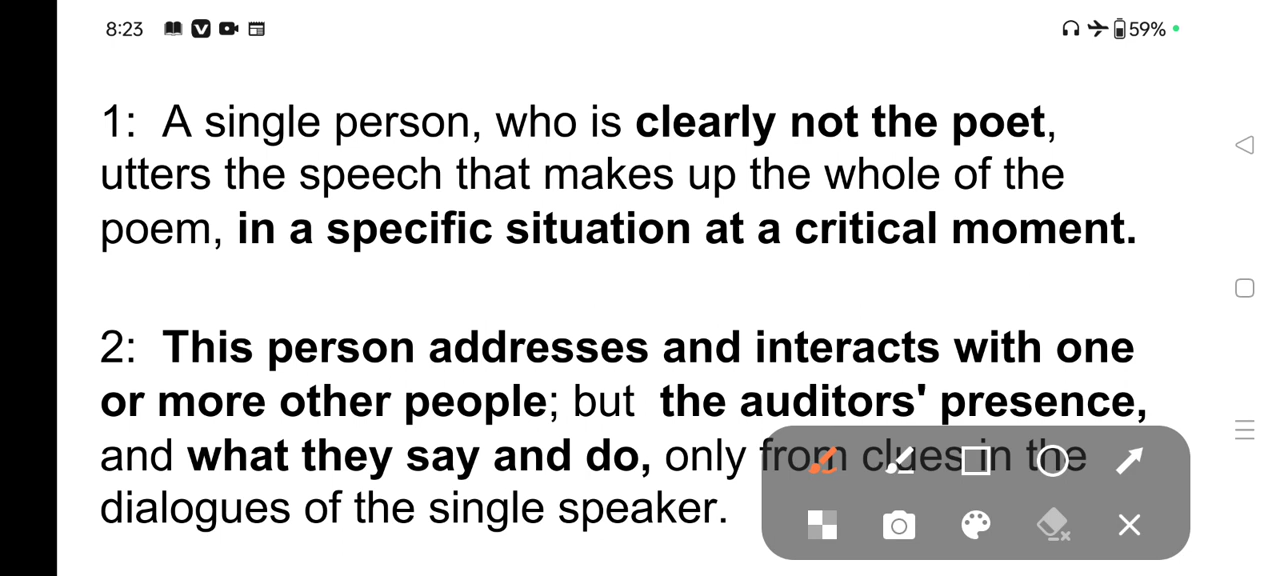 8:23
59%
1: A single person, who is clearly not the poet,
utters the speech that makes up the whole of the
poem, in a specific situation at a critical moment.
2: This person addresses and interacts with one
or more other people; but the auditors' presence,
and what they say and do, only from clues in the
dialogues of the single speaker.